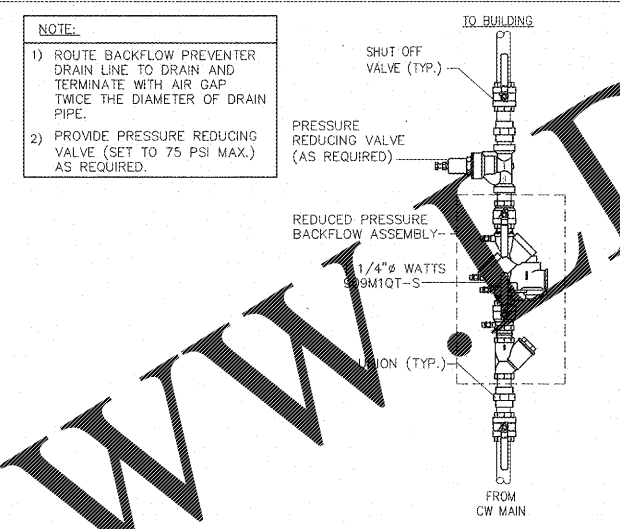 NOTE:
1) ROUTE BACKFLOW PREVENTER
DRAIN LINE TO DRAIN AND
TERMINATE WITH AIR GAP
TWICE THE DIAMETER OF DRAIN
PIPE.
2) PROVIDE PRESSURE REDUCING
VALVE (SET TO 75 PSI MAX.)
AS REQUIRED.
TO BUILDING
SHUT OFF
VALVE (TYP.)
PRESSURE
REDUCING VALVE
(AS REQUIRED)
REDUCED PRESSURE
BACKFLOW ASSEMBLY
1/4"ø WATTS
909M1QT-S
UNION (TYP.)
FROM
CW MAIN
WW